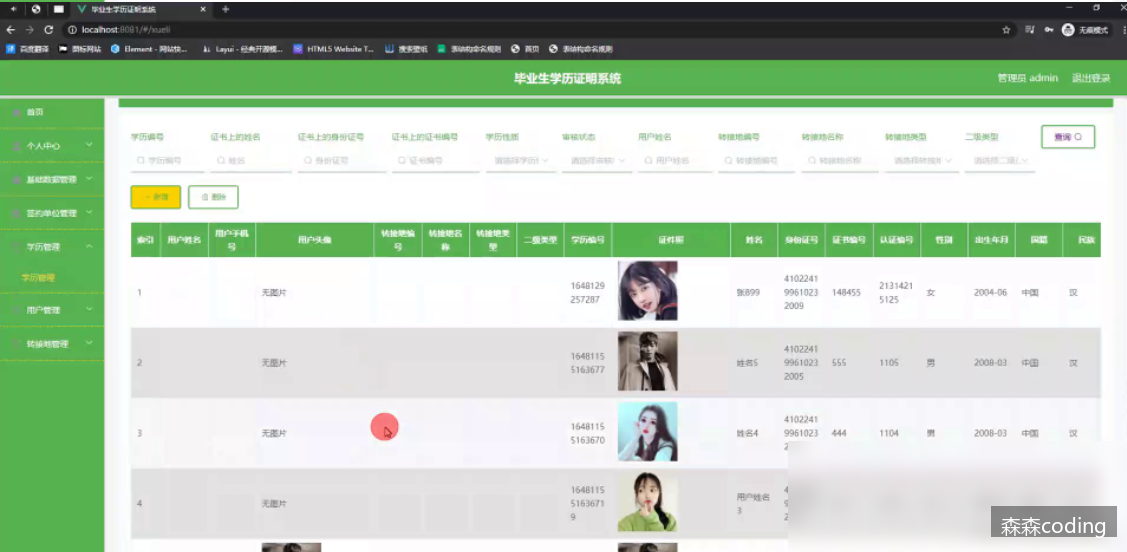 毕业生学历证明系统
localhost:8081/#/xueli
无痕模式
百度翻译 图标网站 Element - 网站快... Layui - 经典开源模... HTML5 Website T... 搜索壁纸 表结构命名规则 首页 表结构命名规则
毕业生学历证明系统
管理员 admin 退出登录
首页
个人中心
基础数据管理
签约单位管理
学历管理
学历管理
用户管理
转接地管理
学历编号 证书上的姓名 证书上的身份证号 证书上的证书编号 学历性质 审核状态 用户姓名 转接地编号 转接地名称 转接地类型 二级类型
学历编号 姓名 身份证号 证书编号 请选择学历 请选择审核 用户姓名 转接地编号 转接地名称 请选择转接地 请选择二级
查询
新增 删除
索引 用户姓名 用户手机号 用户头像 转接地编号 转接地名称 转接地类型 二级类型 学历编号 证件照 姓名 身份证号 证书编号 认证编号 性别 出生年月 国籍 民族
1 无图片 1648129257287 张899 410224199610232009 148455 21314215125 女 2004-06 中国 汉
2 无图片 16481155163677 姓名5 410224199610232005 555 1105 男 2008-03 中国 汉
3 无图片 16481155163670 姓名4 41022419961023 444 1104 男 2008-03 中国 汉
4 无图片 164811551636719 用户姓名3
森森coding